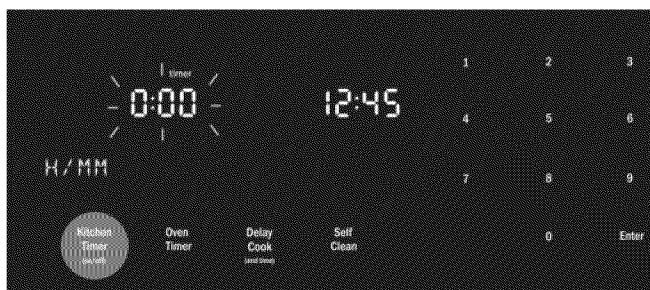 timer
0:00
12:45
H/MM
Kitchen
Timer
(on/off)
Oven
Timer
Delay
Cook
(end time)
Self
Clean
1 2 3
4 5 6
7 8 9
0 Enter